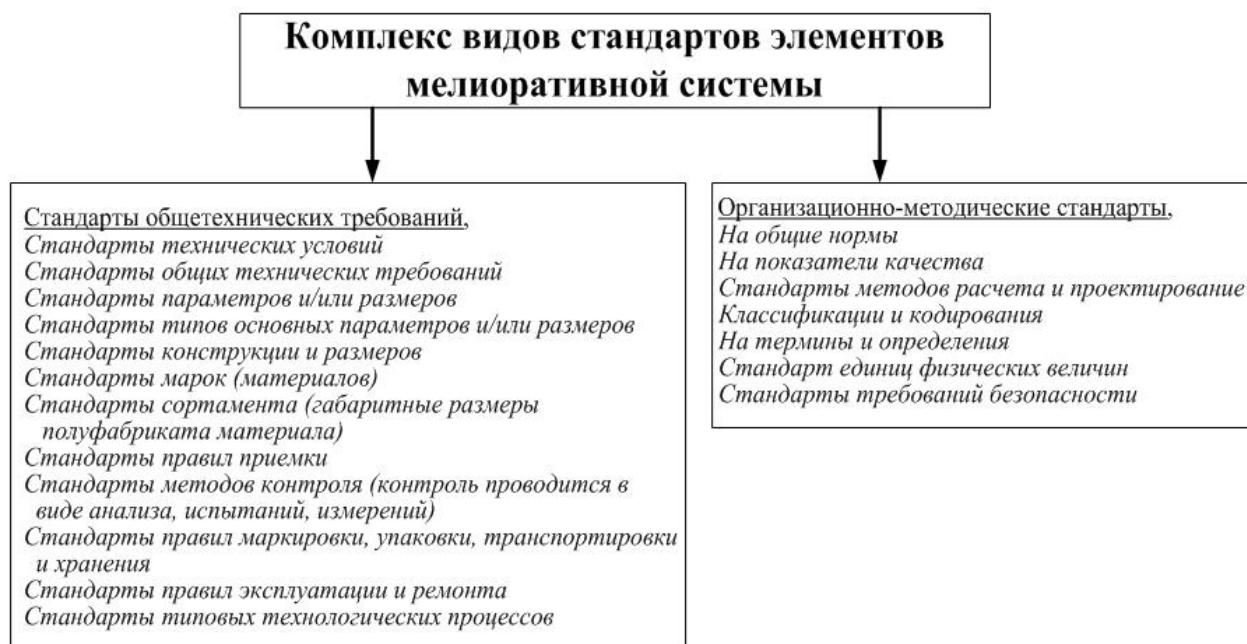 Комплекс видов стандартов элементов
мелиоративной системы
Стандарты общетехнических требований,
Стандарты технических условий
Стандарты общих технических требований
Стандарты параметров и/или размеров
Стандарты типов основных параметров и/или размеров
Стандарты конструкции и размеров
Стандарты марок (материалов)
Стандарты сортамента (габаритные размеры
полуфабриката материала)
Стандарты правил приемки
Стандарты методов контроля (контроль проводится в
виде анализа, испытаний, измерений)
Стандарты правил маркировки, упаковки, транспортировки
и хранения
Стандарты правил эксплуатации и ремонта
Стандарты типовых технологических процессов
Организационно-методические стандарты,
На общие нормы
На показатели качества
Стандарты методов расчета и проектирование
Классификации и кодирования
На термины и определения
Стандарт единиц физических величин
Стандарты требований безопасности